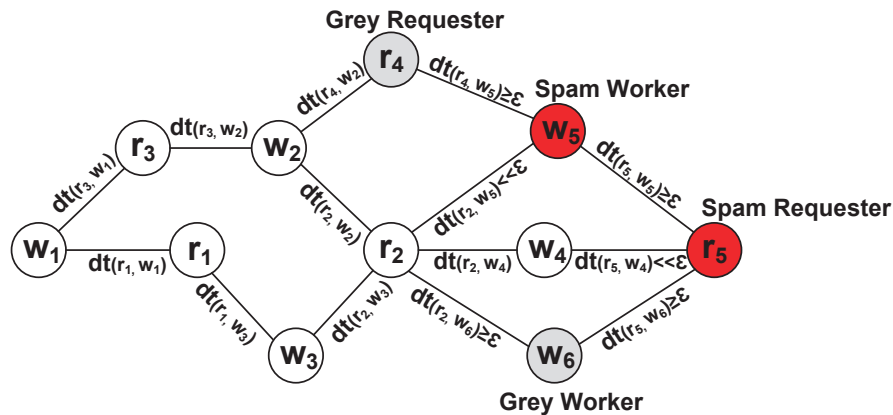 Grey Requester
r4
dt(r4, w2)
dt(r4, w5)≥ε
Spam Worker
w5
r3
dt(r3, w2)
w2
dt(r3, w1)
dt(r2, w2)
dt(r2, w5)<<ε
dt(r5, w5)≥ε
Spam Requester
w1
dt(r1, w1)
r1
r2
dt(r2, w4)
w4
dt(r5, w4)<<ε
r5
dt(r1, w3)
dt(r2, w3)
dt(r2, w6)≥ε
dt(r5, w6)≥ε
w3
w6
Grey Worker